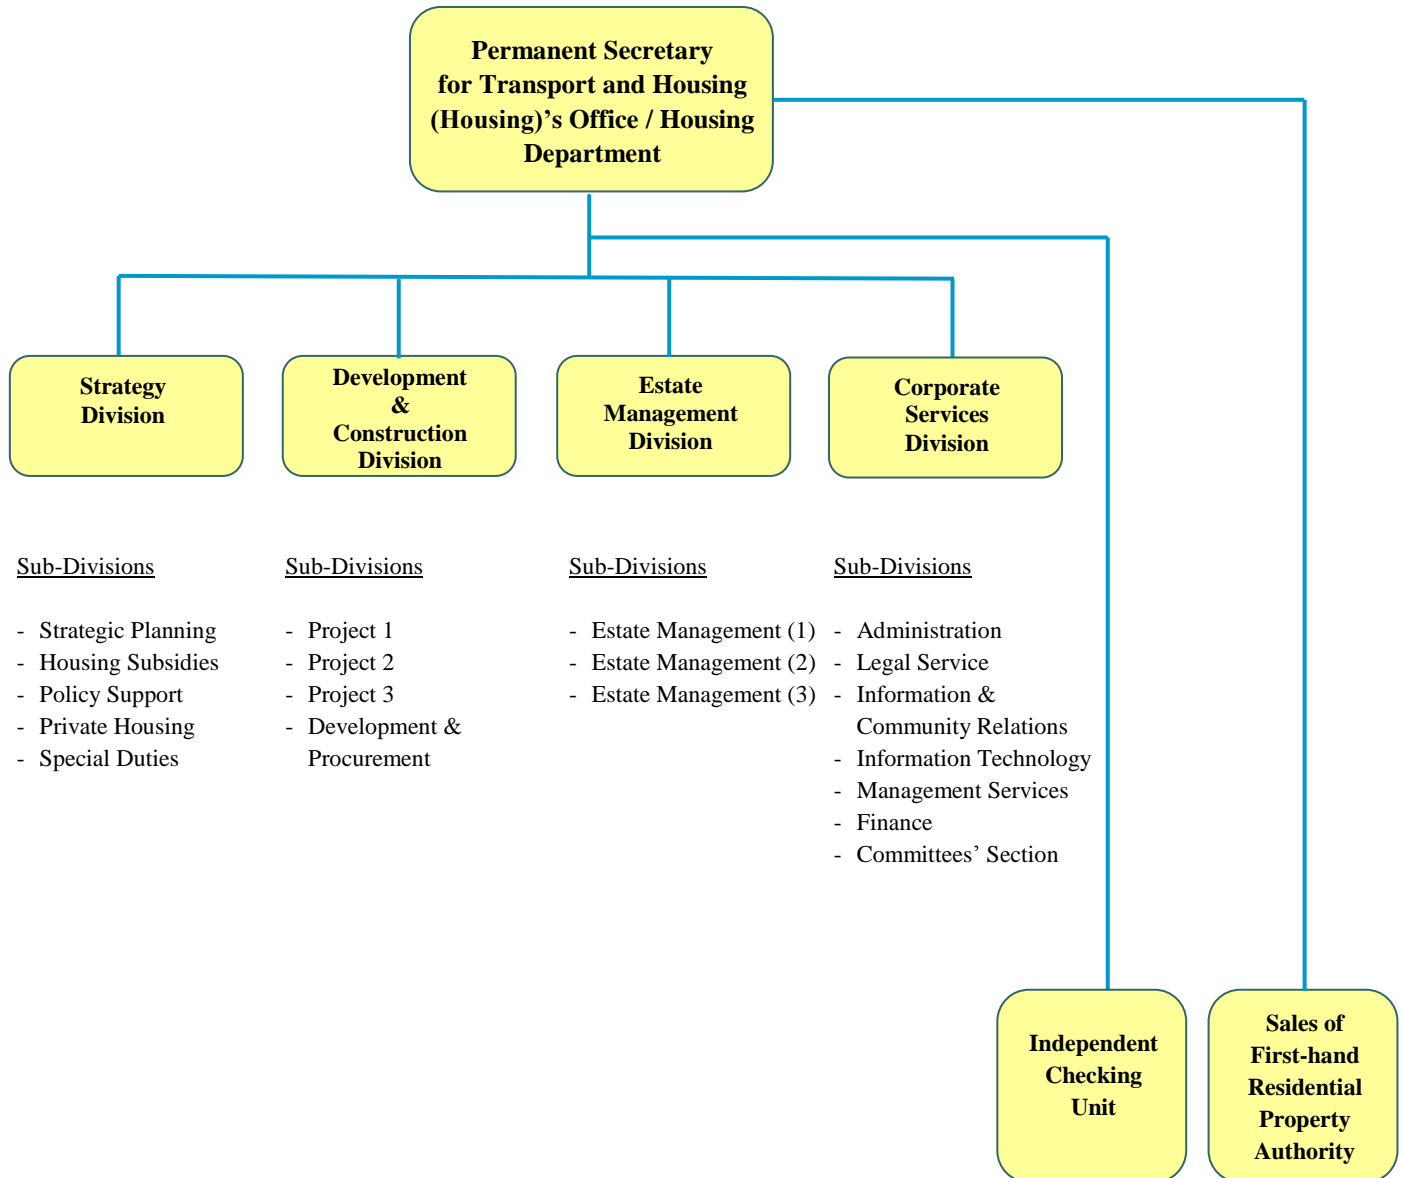 Permanent Secretary
for Transport and Housing
(Housing)’s Office / Housing
Department
Strategy
Division
Development
&
Construction
Division
Estate
Management
Division
Corporate
Services
Division
Sub-Divisions
- Strategic Planning
- Housing Subsidies
- Policy Support
- Private Housing
- Special Duties
Sub-Divisions
- Project 1
- Project 2
- Project 3
- Development &
Procurement
Sub-Divisions
- Estate Management (1)
- Estate Management (2)
- Estate Management (3)
Sub-Divisions
- Administration
- Legal Service
- Information &
Community Relations
- Information Technology
- Management Services
- Finance
- Committees’ Section
Independent
Checking
Unit
Sales of
First-hand
Residential
Property
Authority